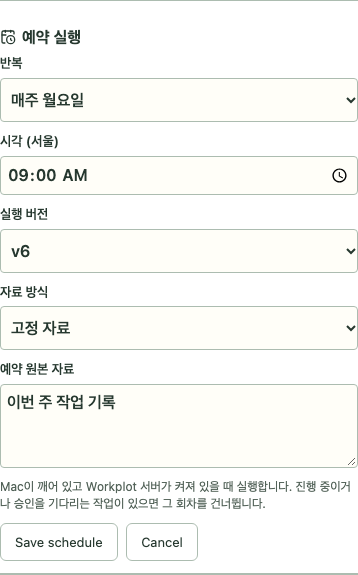 예약 실행
반복
매주 월요일
시각 (서울)
09:00 AM
실행 버전
v6
자료 방식
고정 자료
예약 원본 자료
이번 주 작업 기록
Mac이 깨어 있고 Workplot 서버가 켜져 있을 때 실행합니다. 진행 중이거
나 승인을 기다리는 작업이 있으면 그 회차를 건너뜁니다.
Save schedule
Cancel